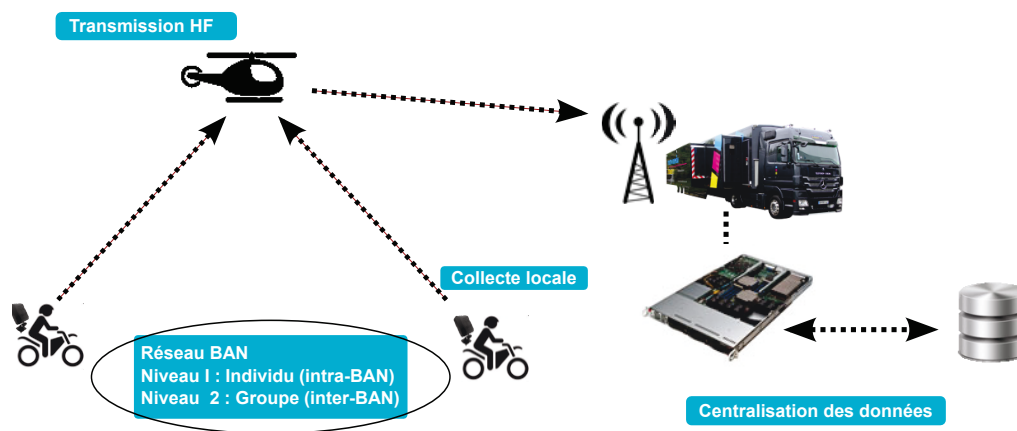 Transmission HF
Collecte locale
Réseau BAN
Niveau I : Individu (intra-BAN)
Niveau 2 : Groupe (inter-BAN)
Centralisation des données